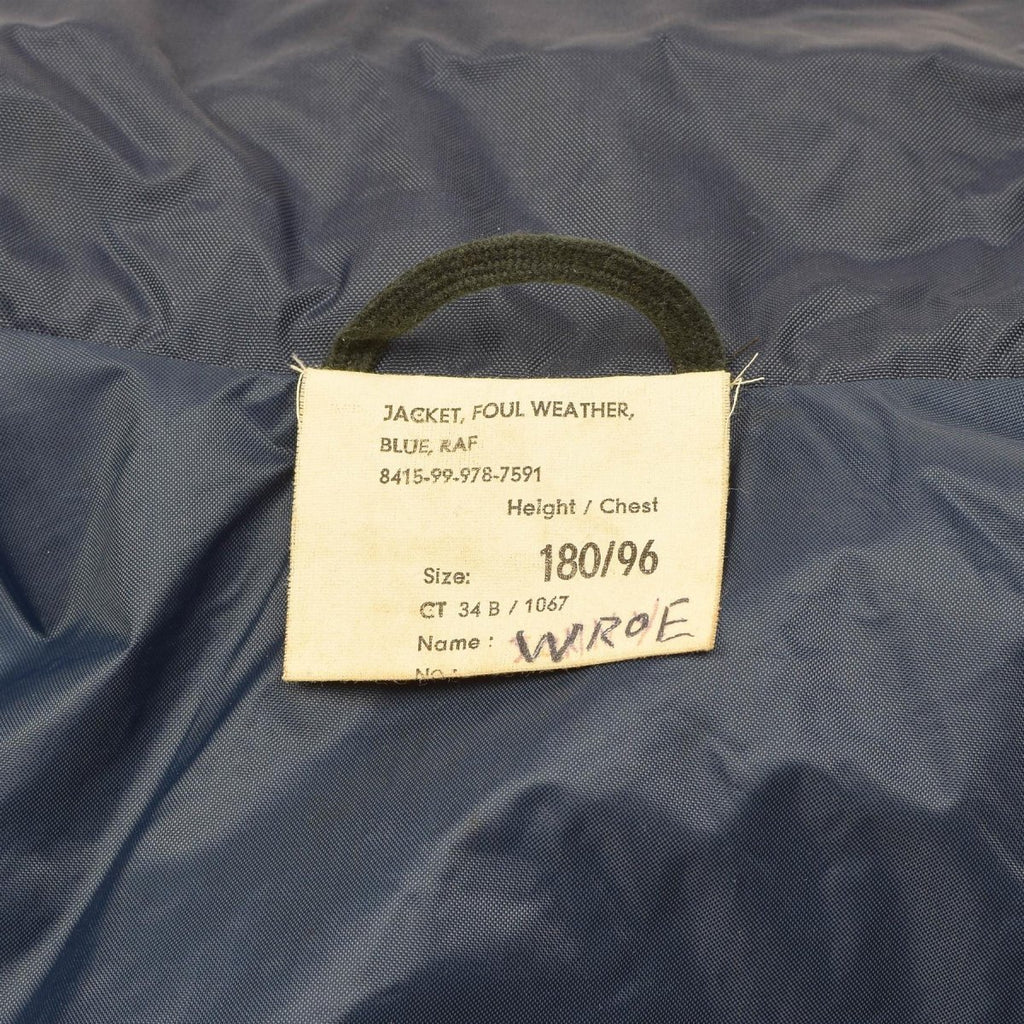 JACKET, FOUL WEATHER,
BLUE, RAF
8415-99-978-7591
Height / Chest
Size: 180/96
CT 34 B / 1067
Name : WROE
No :